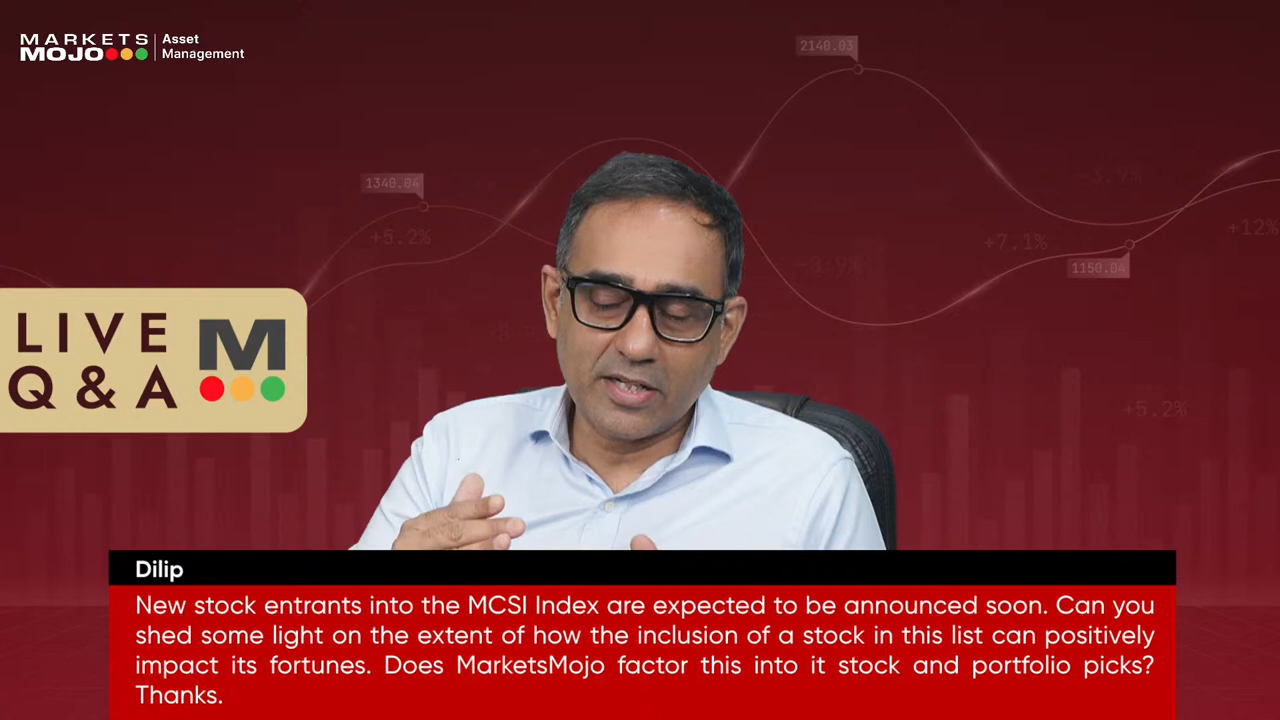 MARKETS
MOJO
Asset
Management
2140.03
1340.04
+5.2%
+7.1%
+12%
1150.04
+5.2%
LIVE
Q & A
M
Dilip
New stock entrants into the MCSI Index are expected to be announced soon. Can you
shed some light on the extent of how the inclusion of a stock in this list can positively
impact its fortunes. Does MarketsMojo factor this into it stock and portfolio picks?
Thanks.